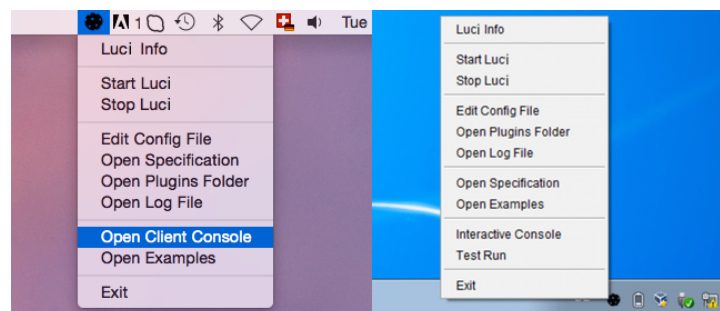 1 Tue
Luci Info
Start Luci
Stop Luci
Edit Config File
Open Specification
Open Plugins Folder
Open Log File
Open Client Console
Open Examples
Exit
Luci Info
Start Luci
Stop Luci
Edit Config File
Open Plugins Folder
Open Log File
Open Specification
Open Examples
Interactive Console
Test Run
Exit